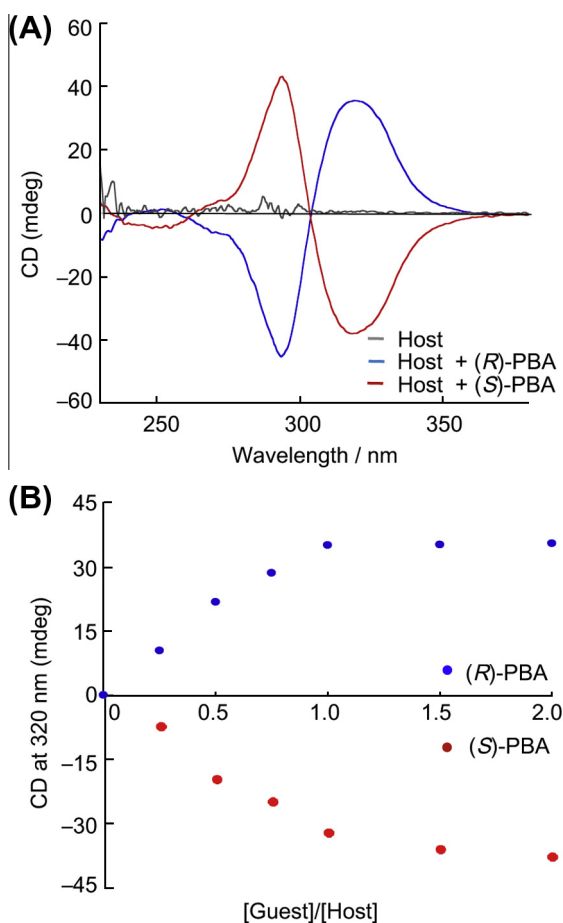 (A)
60
40
20
0
−20
−40
−60
CD (mdeg)
Host
Host + (R)-PBA
Host + (S)-PBA
250
300
350
Wavelength / nm
(B)
45
30
15
0
−15
−30
−45
CD at 320 nm (mdeg)
0
0.5
1.0
1.5
2.0
(R)-PBA
(S)-PBA
[Guest]/[Host]